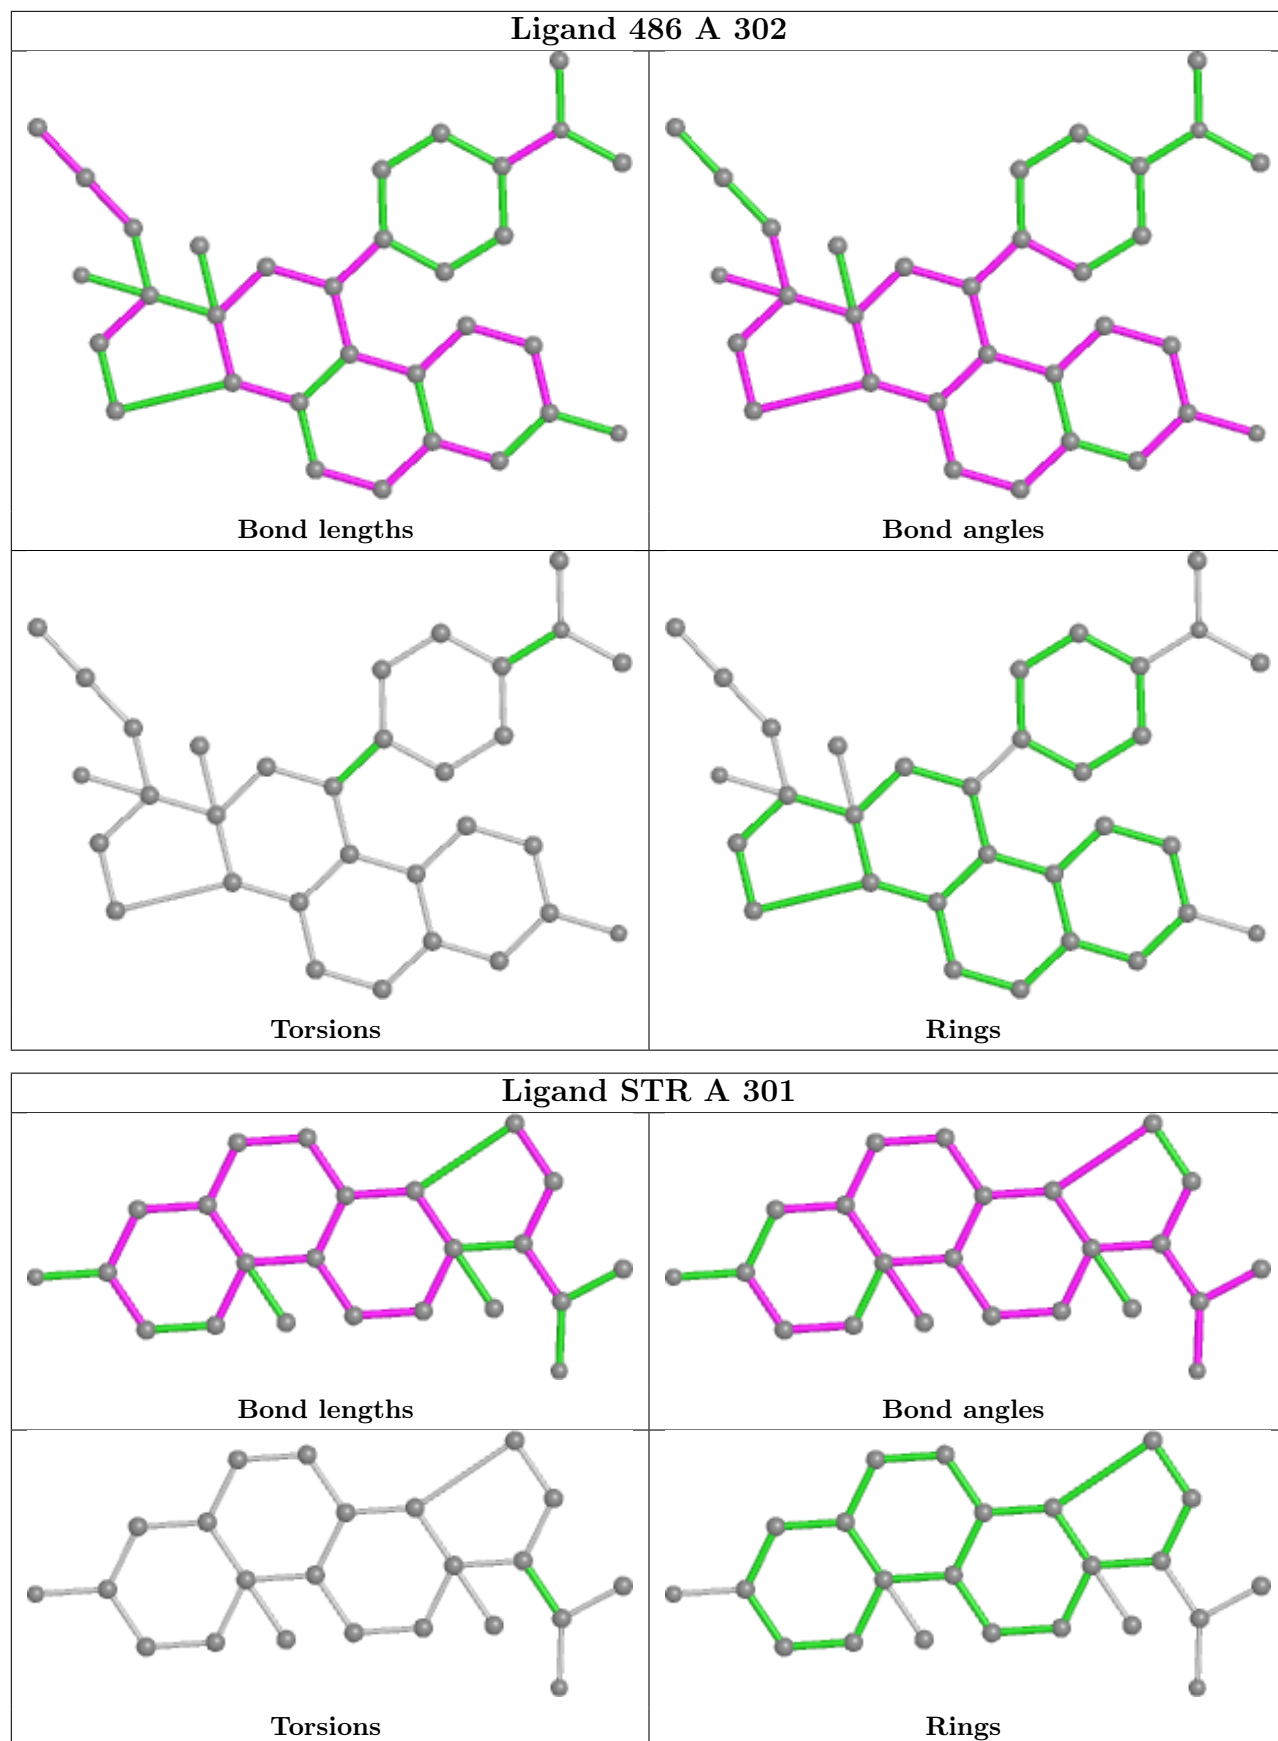 Ligand 486 A 302
Bond lengths
Bond angles
Torsions
Rings
Ligand STR A 301
Bond lengths
Bond angles
Torsions
Rings